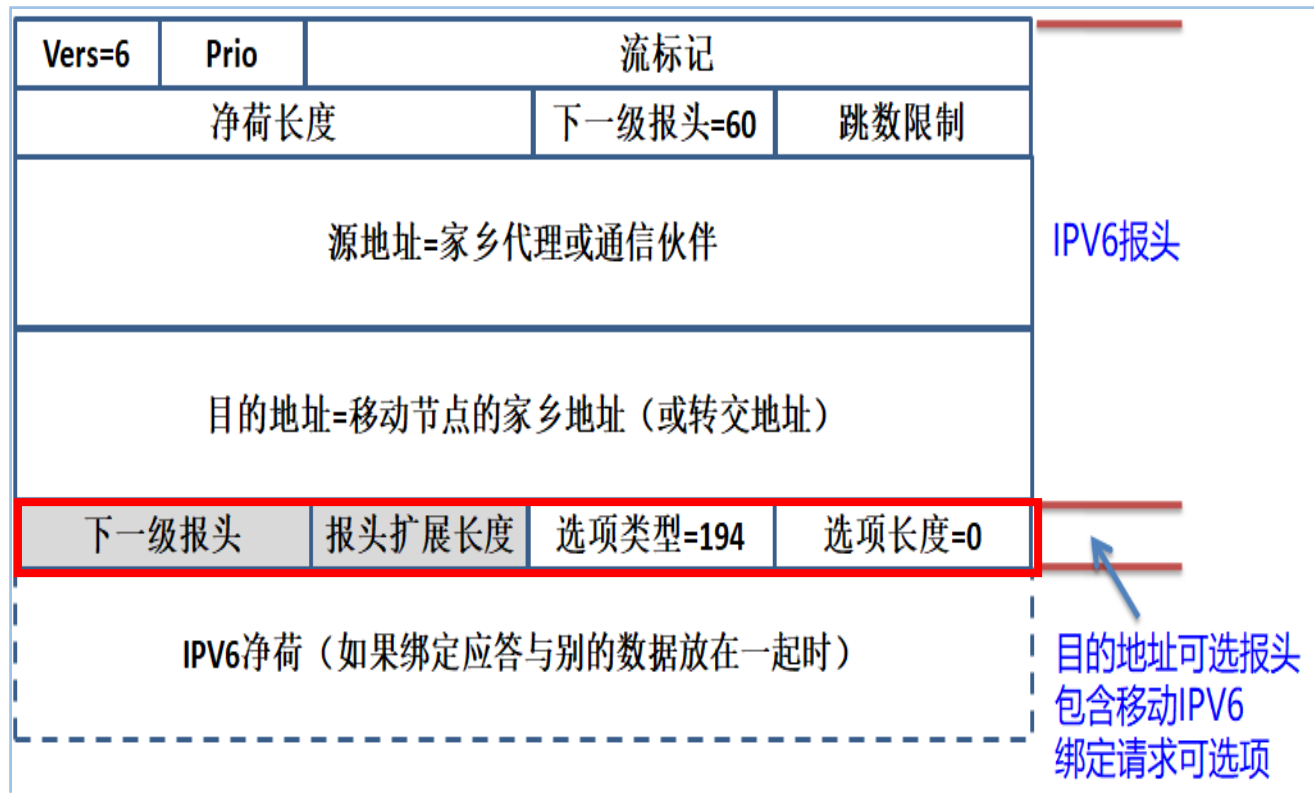 Vers=6 Prio 流标记
净荷长度 下一级报头=60 跳数限制
源地址=家乡代理或通信伙伴
IPV6报头
目的地址=移动节点的家乡地址（或转交地址）
下一级报头 报头扩展长度 选项类型=194 选项长度=0
IPV6净荷（如果绑定应答与别的数据放在一起时）
目的地址可选报头
包含移动IPV6
绑定请求可选项